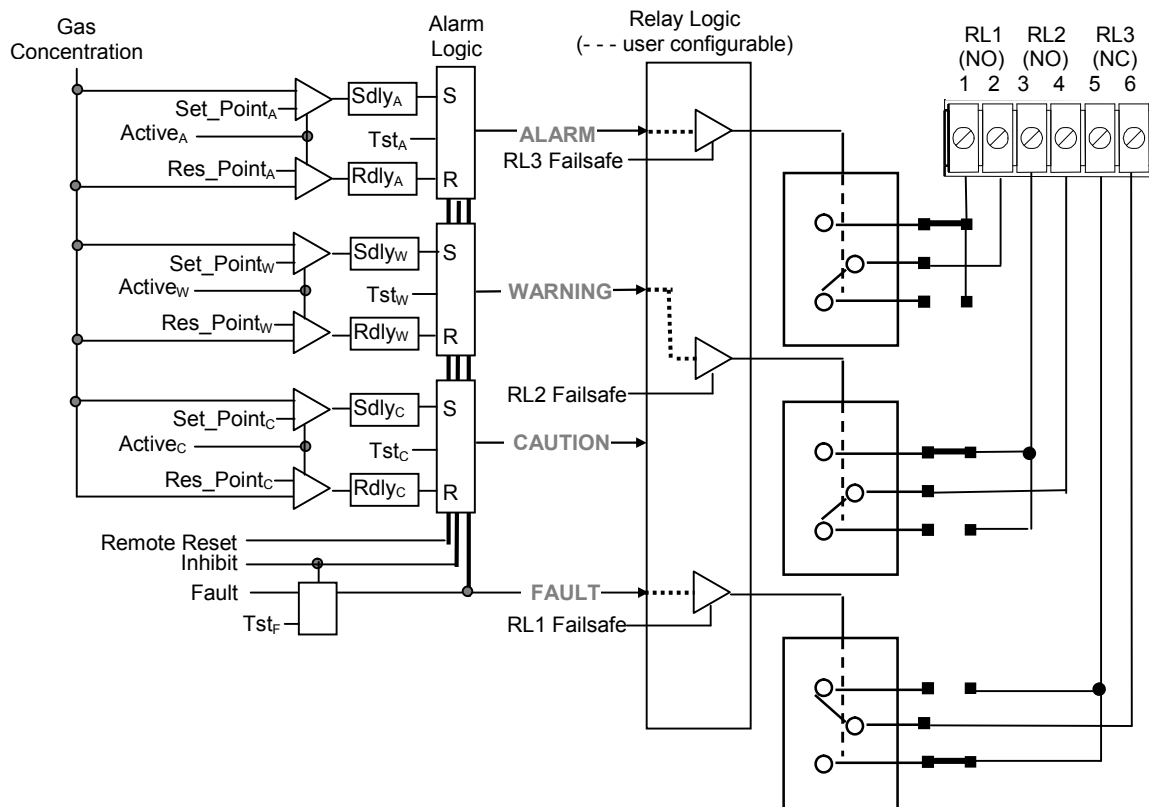 Gas
Concentration
Alarm
Logic
Relay Logic
(- - - user configurable)
RL1 RL2 RL3
(NO) (NO) (NC)
1 2 3 4 5 6
Set_PointA
SdlyA
S
ActiveA
TstA
ALARM
RL3 Failsafe
Res_PointA
RdlyA
R
Set_PointW
SdlyW
S
ActiveW
TstW
WARNING
Res_PointW
RdlyW
R
RL2 Failsafe
Set_PointC
SdlyC
S
ActiveC
TstC
CAUTION
Res_PointC
RdlyC
R
Remote Reset
Inhibit
Fault
FAULT
TstF
RL1 Failsafe